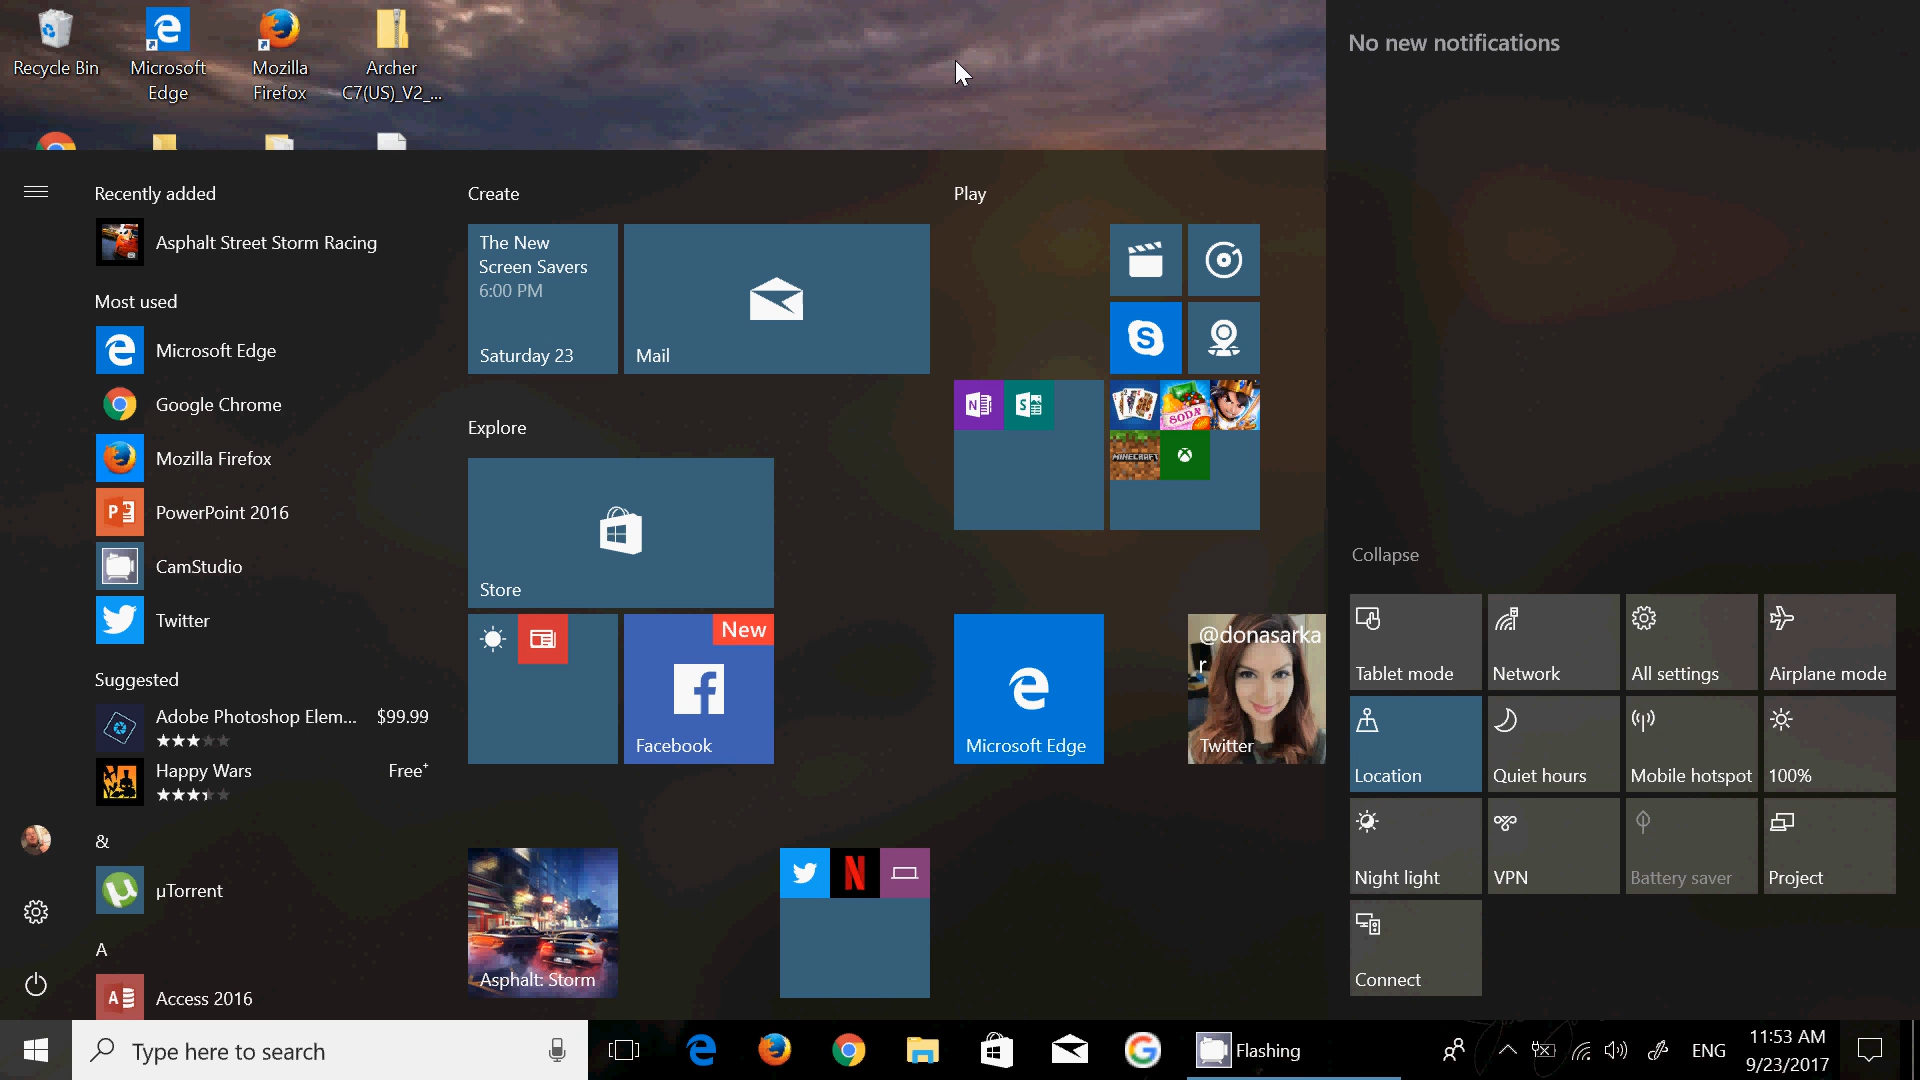 Recycle Bin
Microsoft Edge
Mozilla Firefox
Archer C7(US)_V2_...
No new notifications
Recently added
Asphalt Street Storm Racing
Most used
Microsoft Edge
Google Chrome
Mozilla Firefox
PowerPoint 2016
CamStudio
Twitter
Suggested
Adobe Photoshop Elem... $99.99
Happy Wars Free+
&
µTorrent
A
Access 2016
Create
The New
Screen Savers
6:00 PM
Saturday 23
Mail
Explore
Store
New
Facebook
Asphalt: Storm
Play
SODA
MINECRAFT
Microsoft Edge
@donasarka
r
Twitter
Collapse
Tablet mode
Network
All settings
Airplane mode
Location
Quiet hours
Mobile hotspot
100%
Night light
VPN
Battery saver
Project
Connect
Type here to search
Flashing
ENG
11:53 AM
9/23/2017